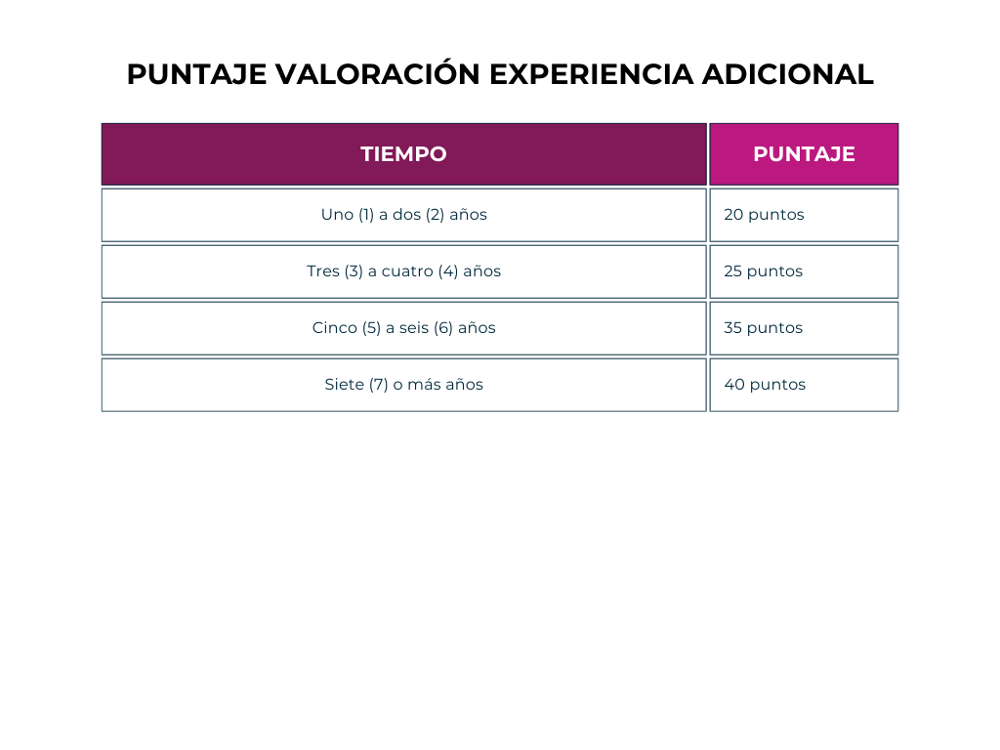 PUNTAJE VALORACIÓN EXPERIENCIA ADICIONAL
TIEMPO PUNTAJE
Uno (1) a dos (2) años 20 puntos
Tres (3) a cuatro (4) años 25 puntos
Cinco (5) a seis (6) años 35 puntos
Siete (7) o más años 40 puntos